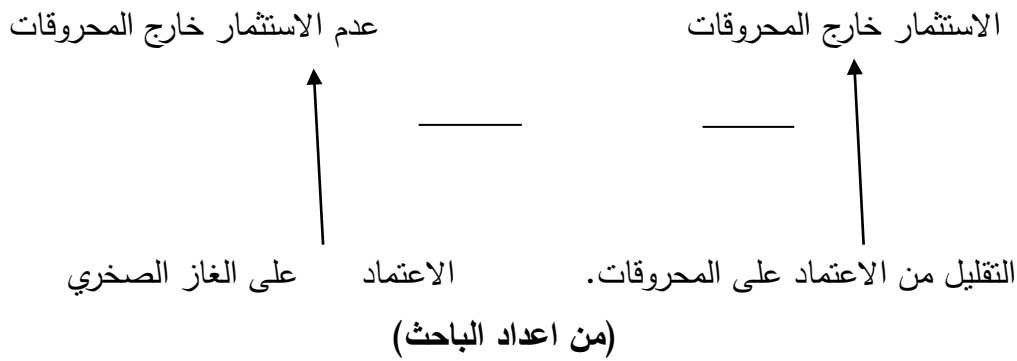 الاستثمار خارج المحروقات
عدم الاستثمار خارج المحروقات
التقليل من الاعتماد على المحروقات.
الاعتماد على الغاز الصخري
(من اعداد الباحث)